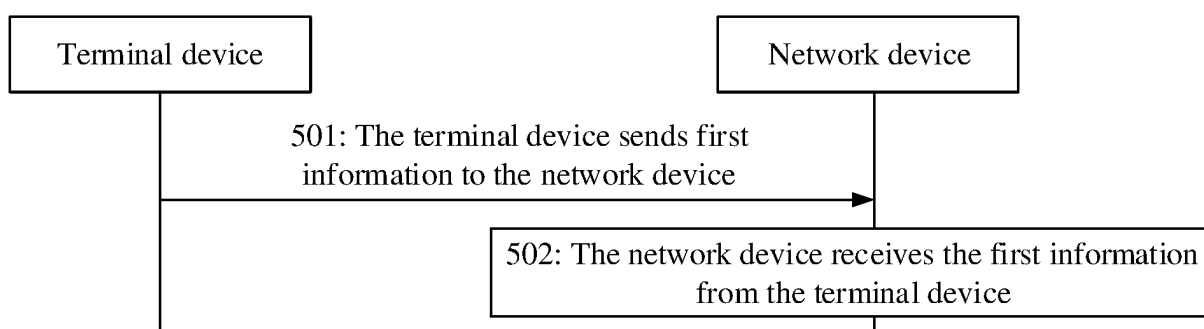 Terminal device
Network device
501: The terminal device sends first
information to the network device
502: The network device receives the first information
from the terminal device